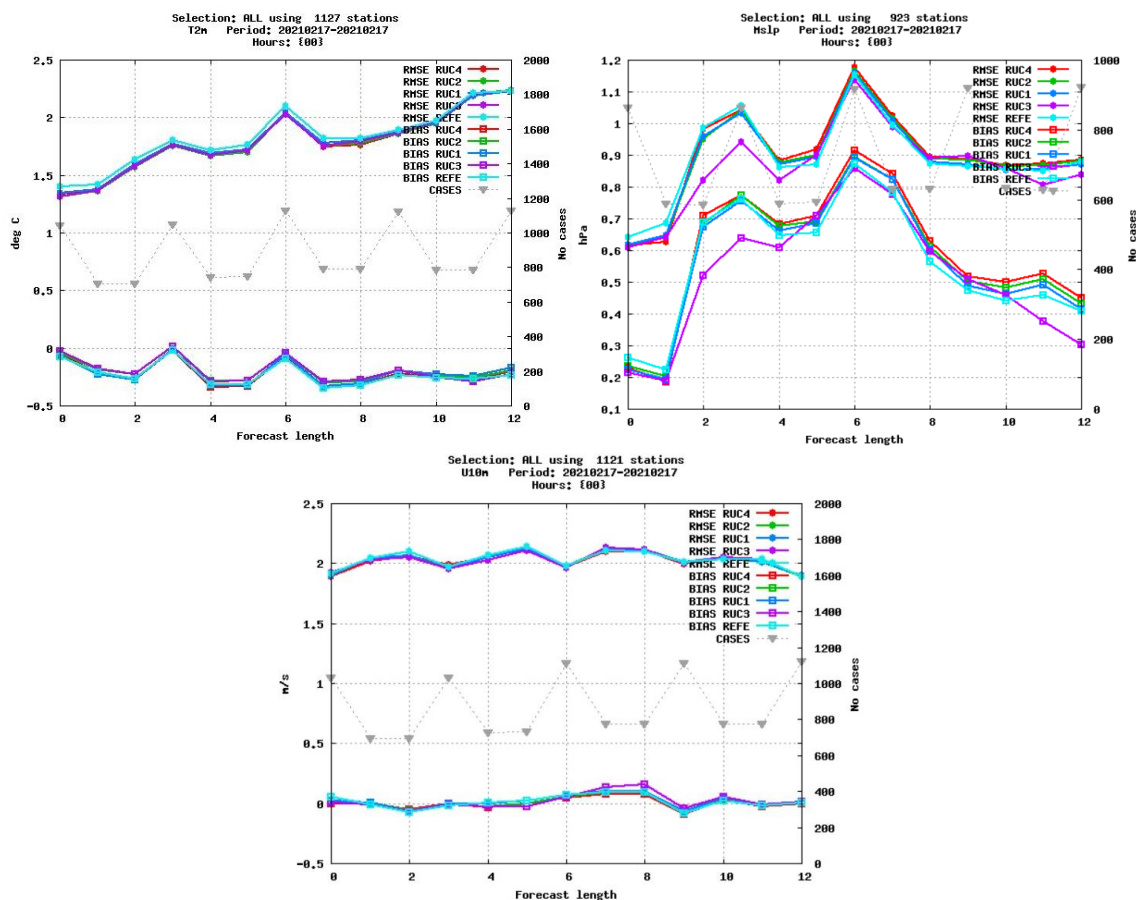 Selection: ALL using 1127 stations
T2m Period: 20210217-20210217
Hours: {00}
2.5
2
1.5
1
0.5
0
-0.5
deg C
RMSE RUC4
RMSE RUC2
RMSE RUC1
RMSE RUC3
RMSE REFE
BIAS RUC4
BIAS RUC2
BIAS RUC1
BIAS RUC3
BIAS REFE
CASES
2000
1800
1600
1400
1200
1000
800
600
400
200
0
No cases
0 2 4 6 8 10 12
Forecast length
Selection: ALL using 923 stations
Mslp Period: 20210217-20210217
Hours: {00}
1.2
1.1
1
0.9
0.8
0.7
0.6
0.5
0.4
0.3
0.2
0.1
hPa
RMSE RUC4
RMSE RUC2
RMSE RUC1
RMSE RUC3
RMSE REFE
BIAS RUC4
BIAS RUC2
BIAS RUC1
BIAS RUC3
BIAS REFE
CASES
1000
800
600
400
200
0
No cases
0 2 4 6 8 10 12
Forecast length
Selection: ALL using 1121 stations
U10m Period: 20210217-20210217
Hours: {00}
2.5
2
1.5
1
0.5
0
-0.5
m/s
RMSE RUC4
RMSE RUC2
RMSE RUC1
RMSE RUC3
RMSE REFE
BIAS RUC4
BIAS RUC2
BIAS RUC1
BIAS RUC3
BIAS REFE
CASES
2000
1800
1600
1400
1200
1000
800
600
400
200
0
No cases
0 2 4 6 8 10 12
Forecast length